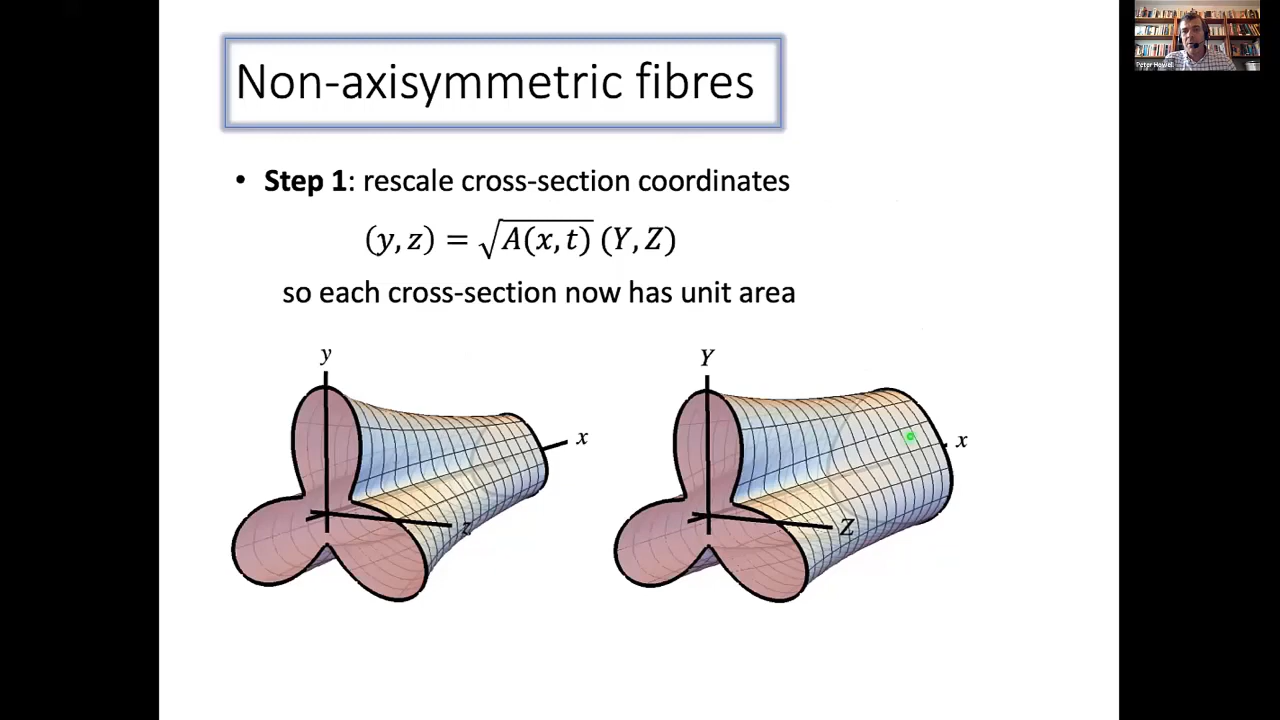 Non-axisymmetric fibres
• Step 1: rescale cross-section coordinates
(y, z) = √A(x, t) (Y, Z)
so each cross-section now has unit area
y
x
z
Y
x
Z